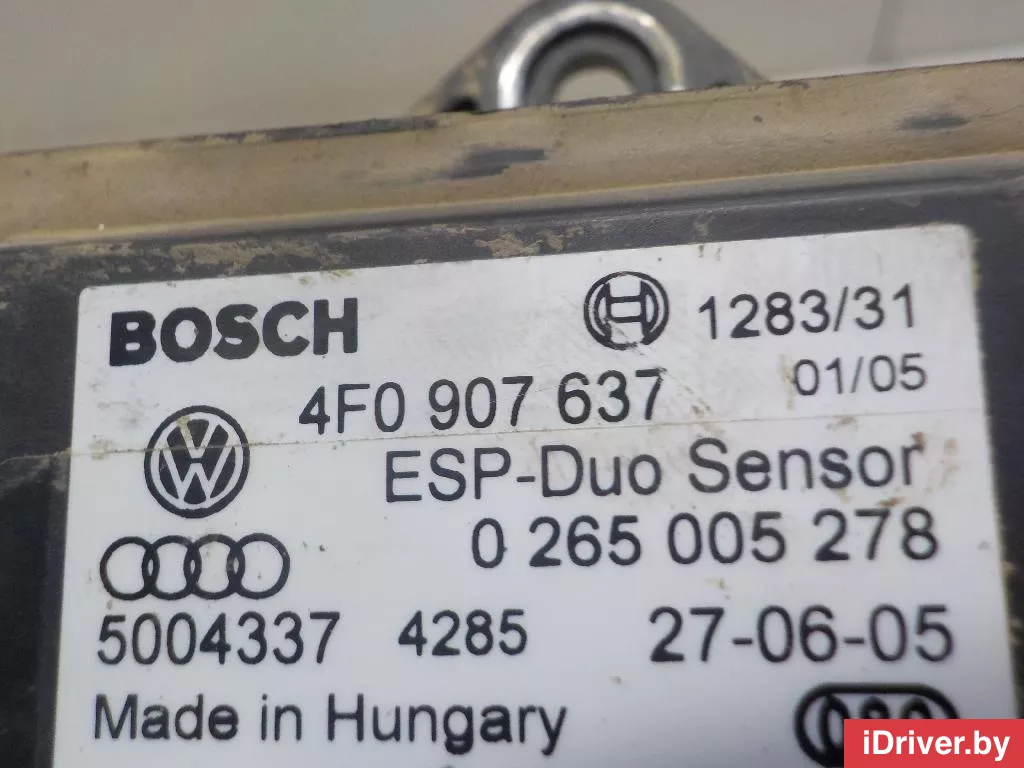 BOSCH 1283/31
4F0 907 637 01/05
ESP-Duo Sensor
0 265 005 278
5004337 4285 27-06-05
Made in Hungary
iDriver.by